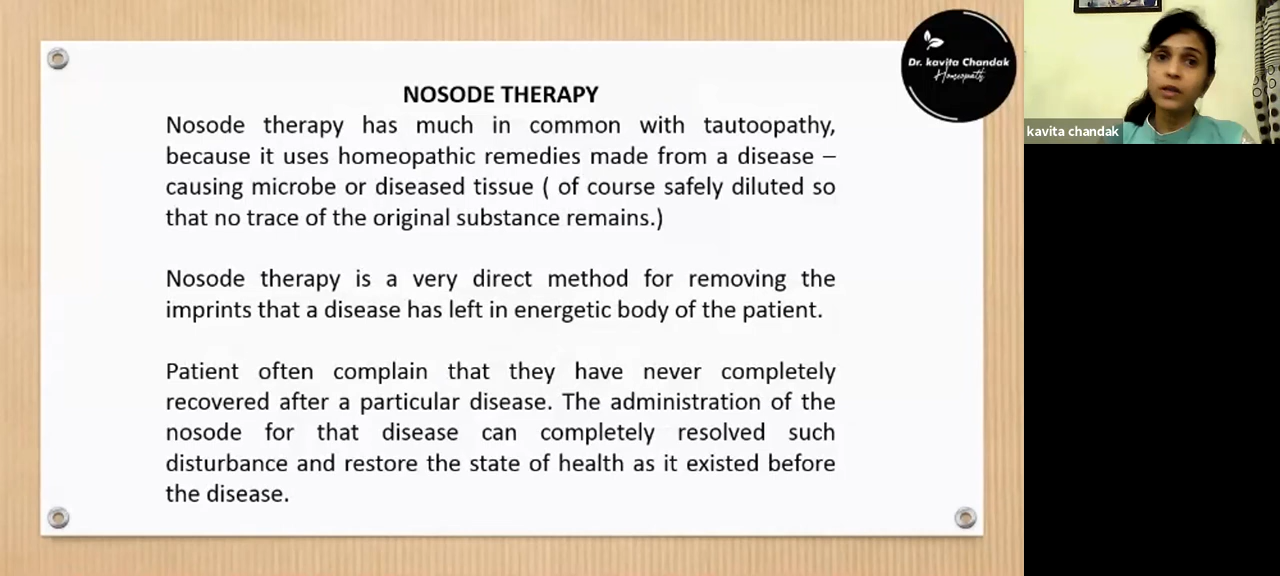 NOSODE THERAPY
Nosode therapy has much in common with tautoopathy,
because it uses homeopathic remedies made from a disease –
causing microbe or diseased tissue ( of course safely diluted so
that no trace of the original substance remains.)
Nosode therapy is a very direct method for removing the
imprints that a disease has left in energetic body of the patient.
Patient often complain that they have never completely
recovered after a particular disease. The administration of the
nosode for that disease can completely resolved such
disturbance and restore the state of health as it existed before
the disease.
Dr. kavita Chandak
Homeopath
kavita chandak